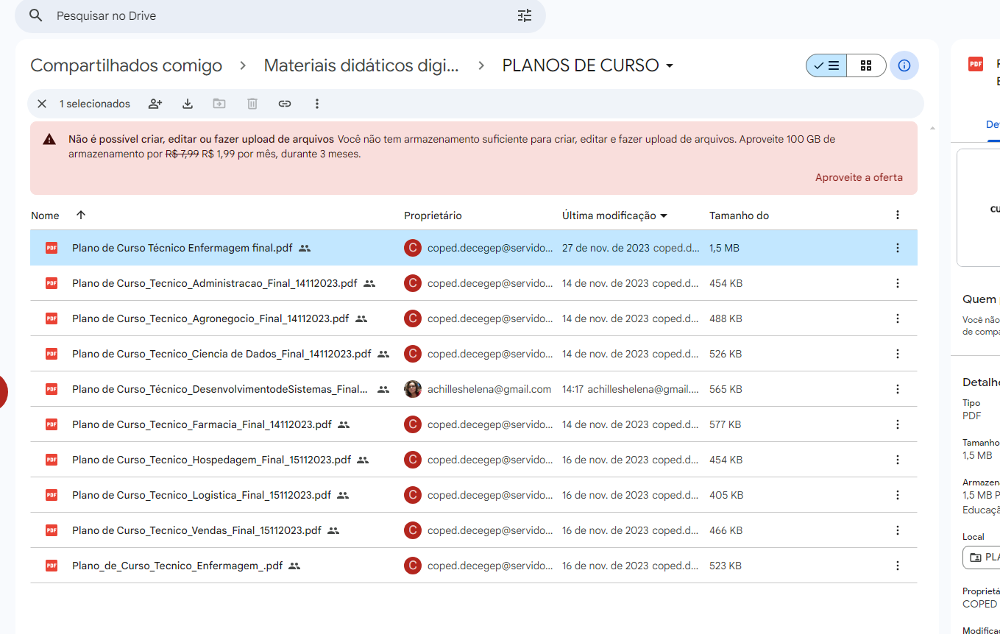 Pesquisar no Drive
Compartilhados comigo > Materiais didáticos digi... > PLANOS DE CURSO
1 selecionados
Não é possível criar, editar ou fazer upload de arquivos Você não tem armazenamento suficiente para criar, editar e fazer upload de arquivos. Aproveite 100 GB de
armazenamento por R$ 7,99 R$ 1,99 por mês, durante 3 meses.
Aproveite a oferta
Nome Proprietário Última modificação Tamanho do
PDF Plano de Curso Técnico Enfermagem final.pdf C coped.decegep@servido... 27 de nov. de 2023 coped.d... 1,5 MB
PDF Plano de Curso_Tecnico_Administracao_Final_14112023.pdf C coped.decegep@servido... 14 de nov. de 2023 coped.d... 454 KB
PDF Plano de Curso_Tecnico_Agronegocio_Final_14112023.pdf C coped.decegep@servido... 14 de nov. de 2023 coped.d... 488 KB
PDF Plano de Curso_Tecnico_Ciencia de Dados_Final_14112023.pdf C coped.decegep@servido... 14 de nov. de 2023 coped.d... 526 KB
PDF Plano de Curso_Técnico_DesenvolvimentodeSistemas_Final... achilleshelena@gmail.com 14:17 achilleshelena@gmail.... 565 KB
PDF Plano de Curso_Tecnico_Farmacia_Final_14112023.pdf C coped.decegep@servido... 14 de nov. de 2023 coped.d... 577 KB
PDF Plano de Curso_Tecnico_Hospedagem_Final_15112023.pdf C coped.decegep@servido... 16 de nov. de 2023 coped.d... 454 KB
PDF Plano de Curso_Tecnico_Logistica_Final_15112023.pdf C coped.decegep@servido... 16 de nov. de 2023 coped.d... 405 KB
PDF Plano de Curso_Tecnico_Vendas_Final_15112023.pdf C coped.decegep@servido... 16 de nov. de 2023 coped.d... 466 KB
PDF Plano_de_Curso_Tecnico_Enfermagem_.pdf C coped.decegep@servido... 16 de nov. de 2023 coped.d... 523 KB
PDF
De
CU
Quem
Você não
de compa
Detalhe
Tipo
PDF
Tamanho
1,5 MB
Armazen
1,5 MB P
Educaçã
Local
PLA
Proprietá
COPED
Modificaç